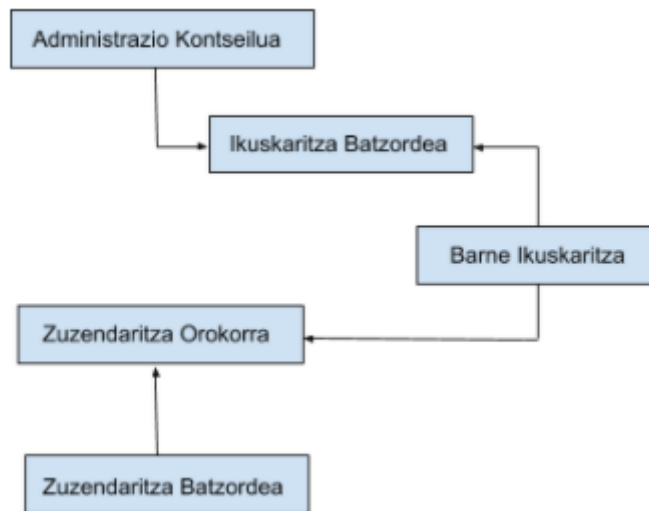 Administrazio Kontseilua
Ikuskaritza Batzordea
Barne Ikuskaritza
Zuzendaritza Orokorra
Zuzendaritza Batzordea